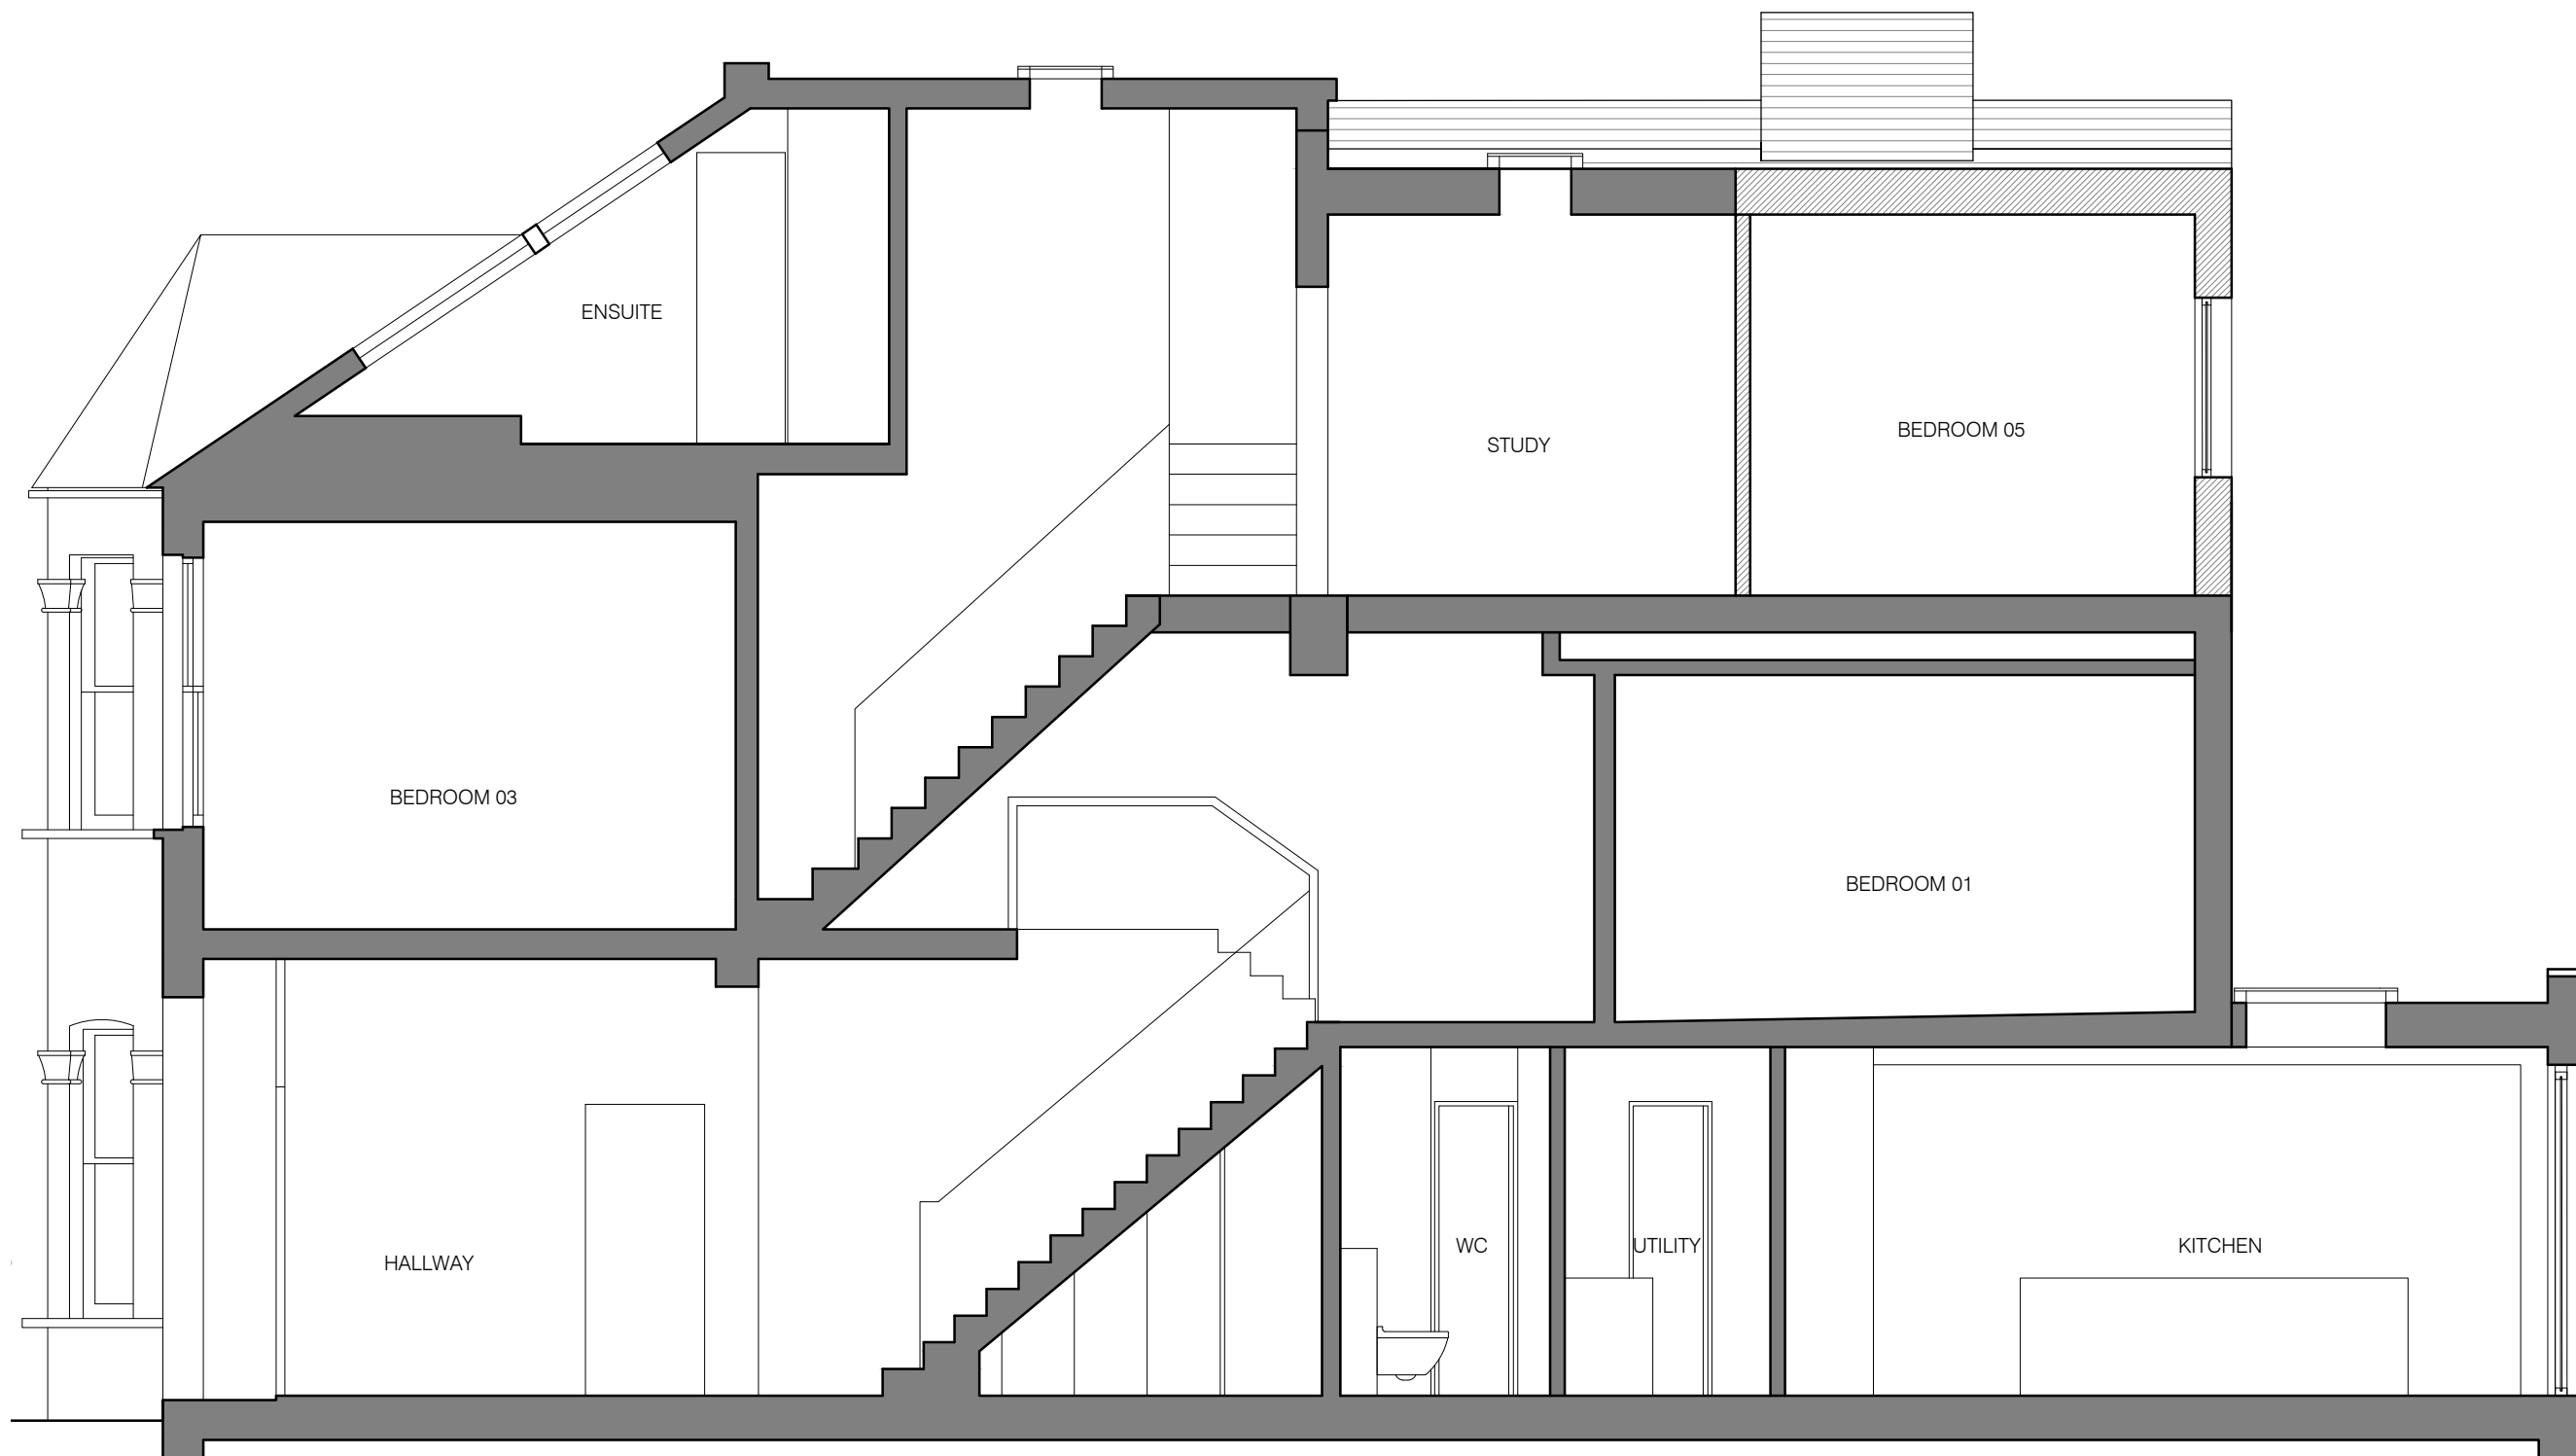 ENSUITE
STUDY
BEDROOM 05
BEDROOM 03
BEDROOM 01
HALLWAY
WC
UTILITY
KITCHEN